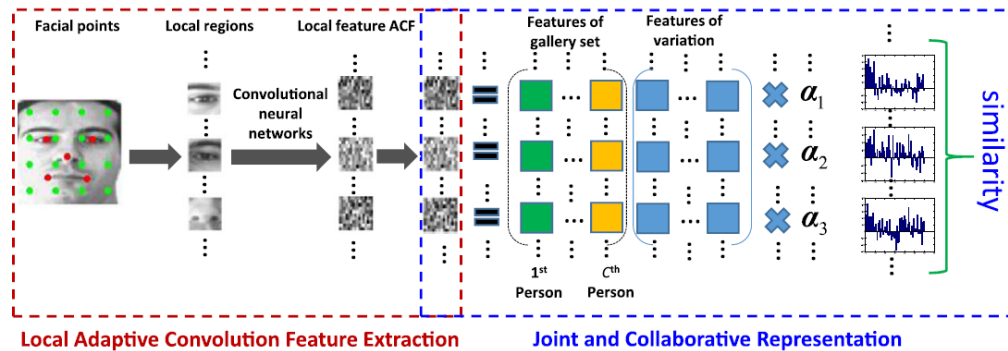 Facial points
Local regions
Local feature ACF
Features of
gallery set
Features of
variation
Convolutional
neural
networks
α1
α2
α3
similarity
1st
Person
Cth
Person
Local Adaptive Convolution Feature Extraction
Joint and Collaborative Representation